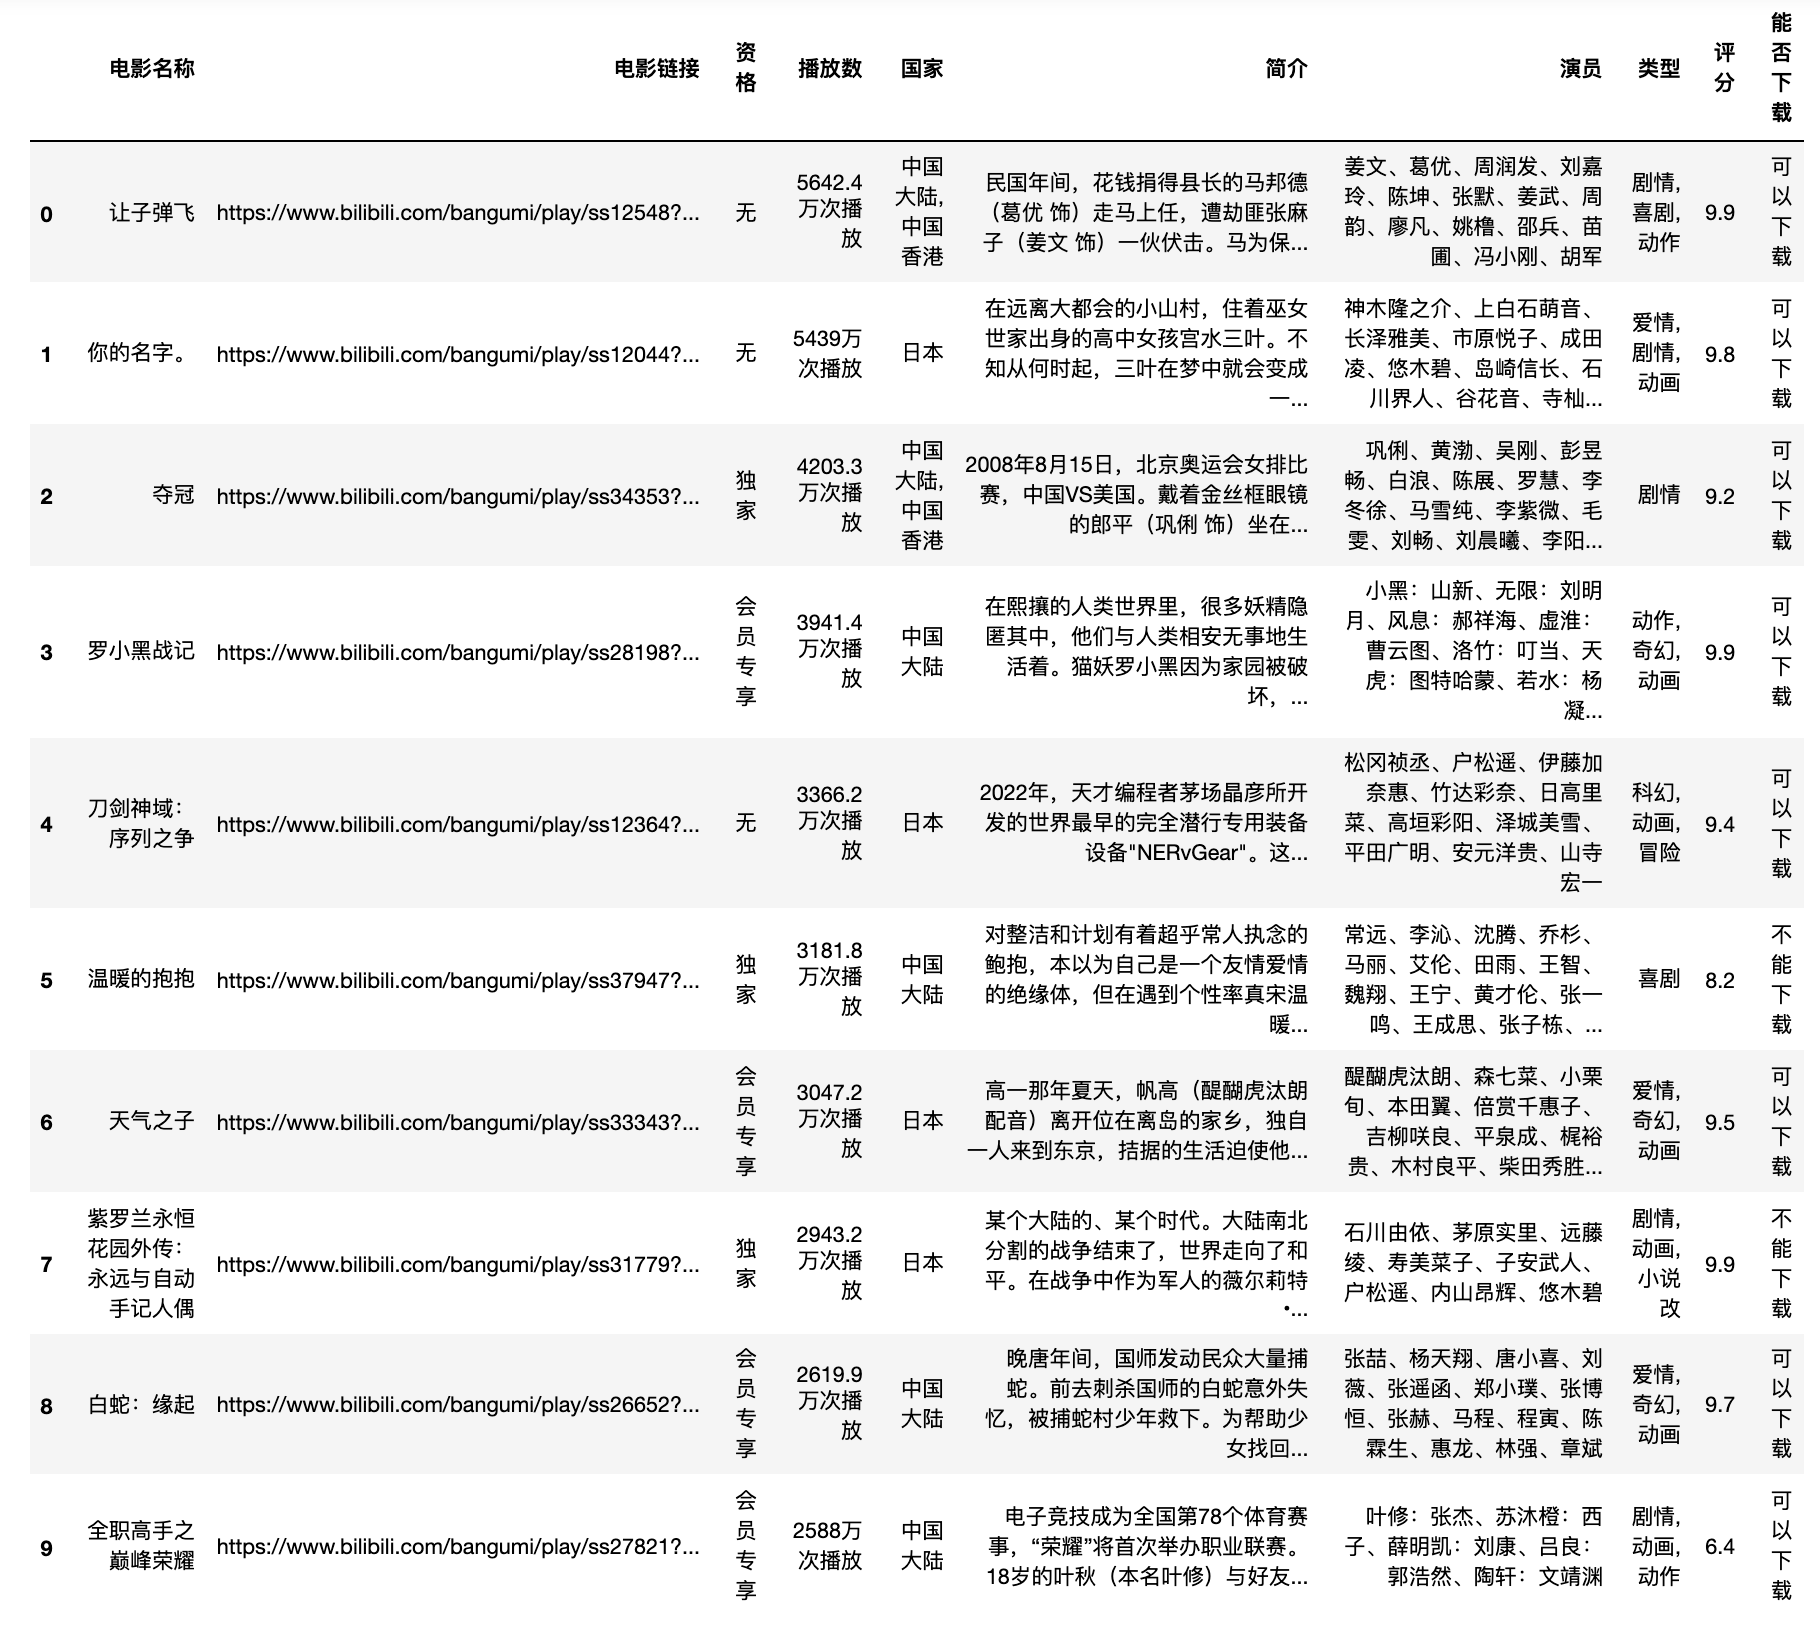 电影名称
电影链接
资
格
播放数
国家
简介
演员
类型
评
分
能
否
下
载
0
让子弹飞
https://www.bilibili.com/bangumi/play/ss12548?...
无
5642.4
万次播
放
中国
大陆,
中国
香港
民国年间，花钱捐得县长的马邦德
（葛优 饰）走马上任，遭劫匪张麻
子（姜文 饰）一伙伏击。马为保...
姜文、葛优、周润发、刘嘉
玲、陈坤、张默、姜武、周
韵、廖凡、姚橹、邵兵、苗
圃、冯小刚、胡军
剧情,
喜剧,
动作
9.9
可
以
下
载
1
你的名字。
https://www.bilibili.com/bangumi/play/ss12044?...
无
5439万
次播放
日本
在远离大都会的小山村，住着巫女
世家出身的高中女孩宫水三叶。不
知从何时起，三叶在梦中就会变成
一...
神木隆之介、上白石萌音、
长泽雅美、市原悦子、成田
凌、悠木碧、岛崎信长、石
川界人、谷花音、寺杣...
爱情,
剧情,
动画
9.8
可
以
下
载
2
夺冠
https://www.bilibili.com/bangumi/play/ss34353?...
独
家
4203.3
万次播
放
中国
大陆,
中国
香港
2008年8月15日，北京奥运会女排比
赛，中国VS美国。戴着金丝框眼镜
的郎平（巩俐 饰）坐在...
巩俐、黄渤、吴刚、彭昱
畅、白浪、陈展、罗慧、李
冬徐、马雪纯、李紫微、毛
雯、刘畅、刘晨曦、李阳...
剧情
9.2
可
以
下
载
3
罗小黑战记
https://www.bilibili.com/bangumi/play/ss28198?...
会
员
专
享
3941.4
万次播
放
中国
大陆
在熙攘的人类世界里，很多妖精隐
匿其中，他们与人类相安无事地生
活着。猫妖罗小黑因为家园被破
坏，...
小黑：山新、无限：刘明
月、风息：郝祥海、虚淮：
曹云图、洛竹：叮当、天
虎：图特哈蒙、若水：杨
凝...
动作,
奇幻,
动画
9.9
可
以
下
载
4
刀剑神域：
序列之争
https://www.bilibili.com/bangumi/play/ss12364?...
无
3366.2
万次播
放
日本
2022年，天才编程者茅场晶彦所开
发的世界最早的完全潜行专用装备
设备"NERvGear"。这...
松冈祯丞、户松遥、伊藤加
奈惠、竹达彩奈、日高里
菜、高垣彩阳、泽城美雪、
平田广明、安元洋贵、山寺
宏一
科幻,
动画,
冒险
9.4
可
以
下
载
5
温暖的抱抱
https://www.bilibili.com/bangumi/play/ss37947?...
独
家
3181.8
万次播
放
中国
大陆
对整洁和计划有着超乎常人执念的
鲍抱，本以为自己是一个友情爱情
的绝缘体，但在遇到个性率真宋温
暖...
常远、李沁、沈腾、乔杉、
马丽、艾伦、田雨、王智、
魏翔、王宁、黄才伦、张一
鸣、王成思、张子栋、...
喜剧
8.2
不
能
下
载
6
天气之子
https://www.bilibili.com/bangumi/play/ss33343?...
会
员
专
享
3047.2
万次播
放
日本
高一那年夏天，帆高（醍醐虎汰朗
配音）离开位在离岛的家乡，独自
一人来到东京，拮据的生活迫使他...
醍醐虎汰朗、森七菜、小栗
旬、本田翼、倍赏千惠子、
吉柳咲良、平泉成、梶裕
贵、木村良平、柴田秀胜...
爱情,
奇幻,
动画
9.5
可
以
下
载
7
紫罗兰永恒
花园外传：
永远与自动
手记人偶
https://www.bilibili.com/bangumi/play/ss31779?...
独
家
2943.2
万次播
放
日本
某个大陆的、某个时代。大陆南北
分割的战争结束了，世界走向了和
平。在战争中作为军人的薇尔莉特
•...
石川由依、茅原实里、远藤
绫、寿美菜子、子安武人、
户松遥、内山昂辉、悠木碧
剧情,
动画,
小说
改
9.9
不
能
下
载
8
白蛇：缘起
https://www.bilibili.com/bangumi/play/ss26652?...
会
员
专
享
2619.9
万次播
放
中国
大陆
晚唐年间，国师发动民众大量捕
蛇。前去刺杀国师的白蛇意外失
忆，被捕蛇村少年救下。为帮助少
女找回...
张喆、杨天翔、唐小喜、刘
薇、张遥函、郑小璞、张博
恒、张赫、马程、程寅、陈
霖生、惠龙、林强、章斌
爱情,
奇幻,
动画
9.7
可
以
下
载
9
全职高手之
巅峰荣耀
https://www.bilibili.com/bangumi/play/ss27821?...
会
员
专
享
2588万
次播放
中国
大陆
电子竞技成为全国第78个体育赛
事，“荣耀”将首次举办职业联赛。
18岁的叶秋（本名叶修）与好友...
叶修：张杰、苏沐橙：西
子、薛明凯：刘康、吕良：
郭浩然、陶轩：文靖渊
剧情,
动画,
动作
6.4
可
以
下
载